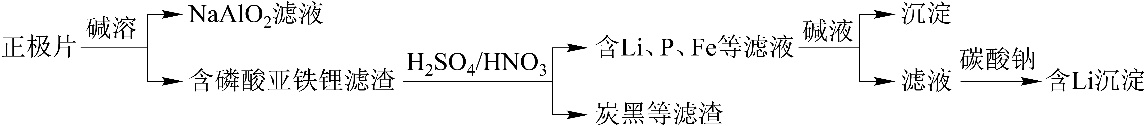 正极片
碱溶
NaAlO₂滤液
含磷酸亚铁锂滤渣
H₂SO₄/HNO₃
含Li、P、Fe等滤液
炭黑等滤渣
碱液
沉淀
滤液
碳酸钠
含Li沉淀